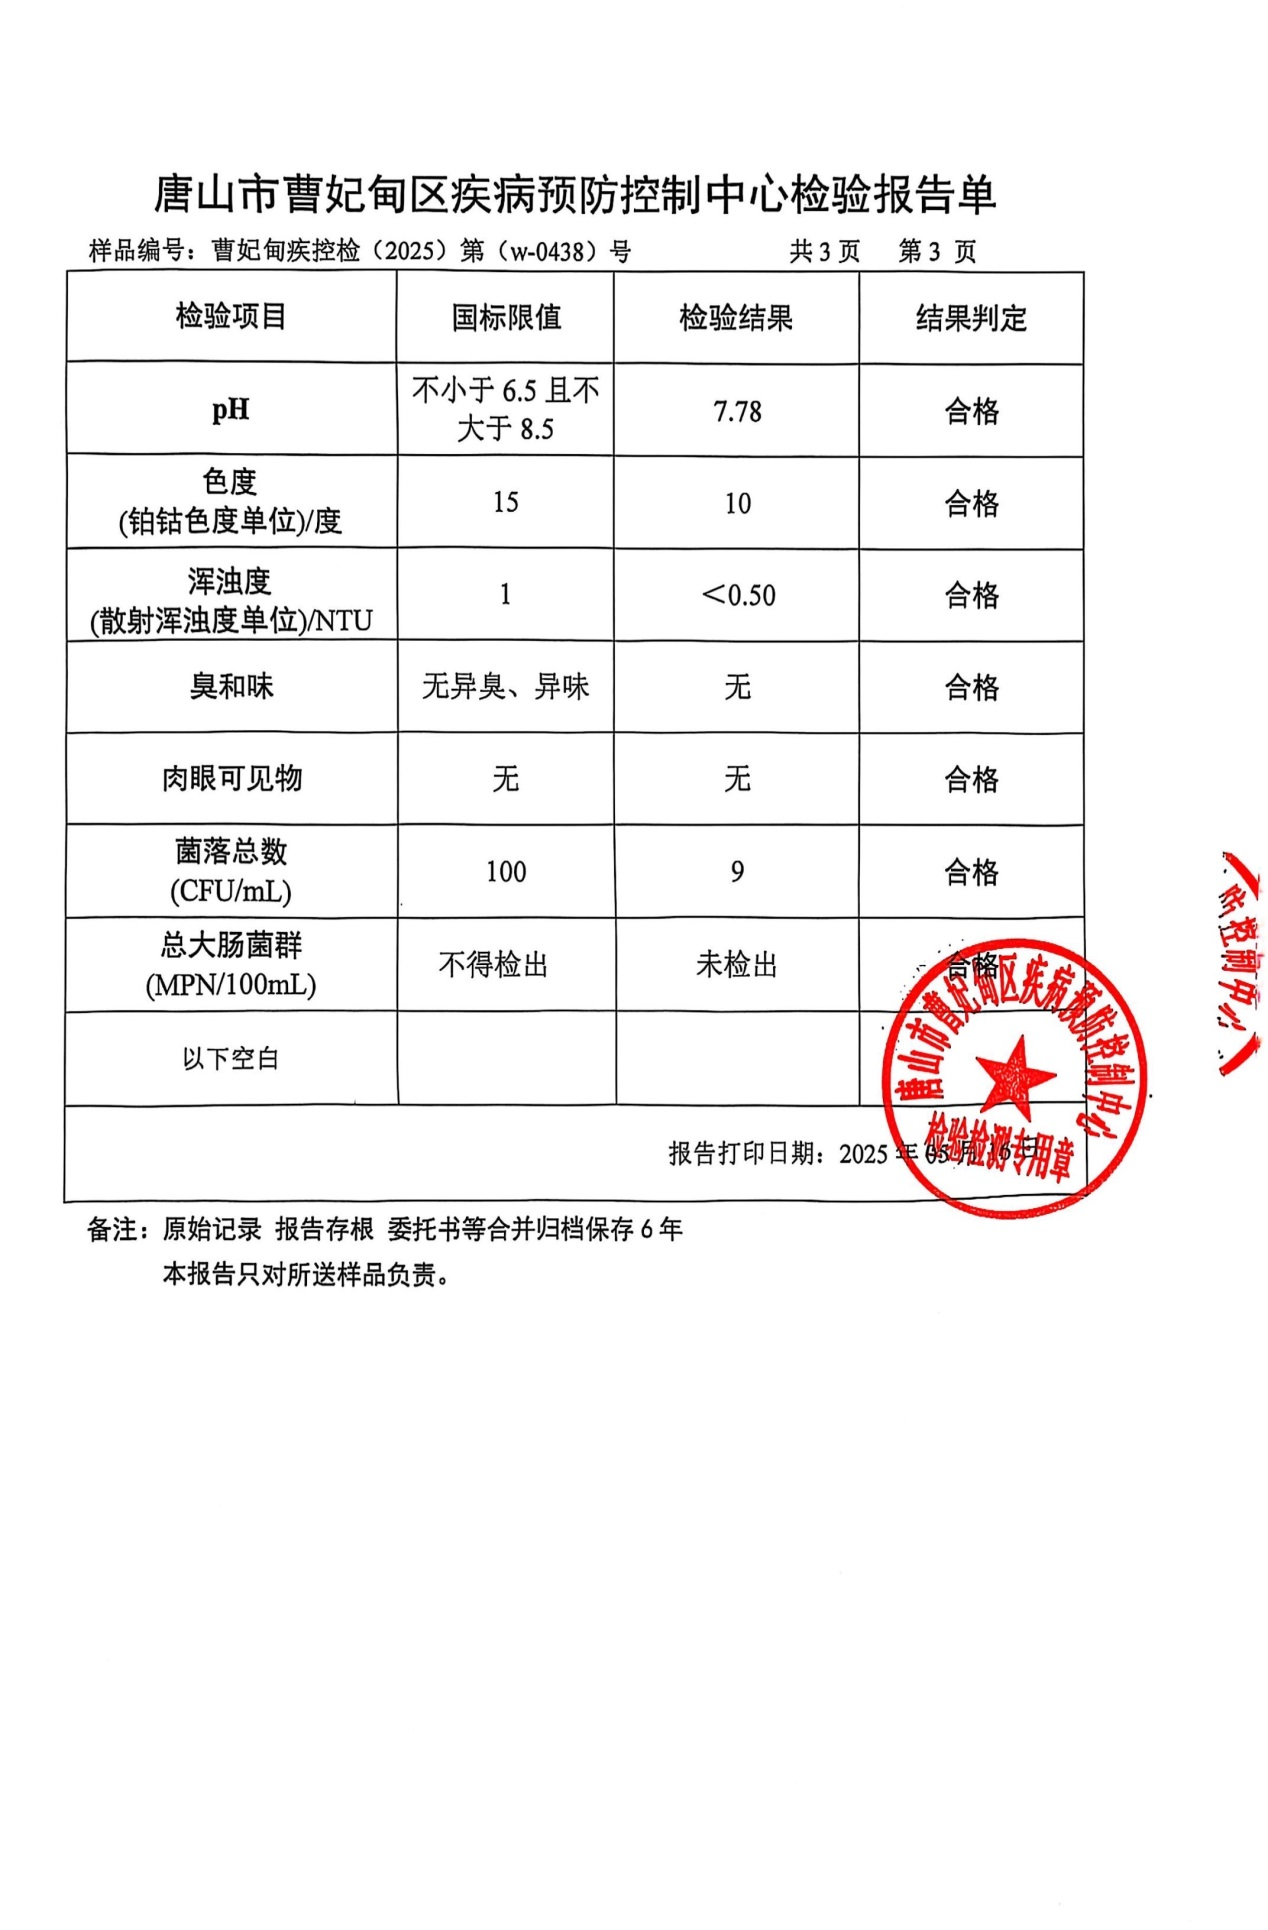 唐山市曹妃甸区疾病预防控制中心检验报告单
样品编号：曹妃甸疾控检（2025）第（w-0438）号 共 3 页 第 3 页
检验项目 国标限值 检验结果 结果判定
pH 不小于 6.5 且不大于 8.5 7.78 合格
色度
(铂钴色度单位)/度 15 10 合格
浑浊度
(散射浑浊度单位)/NTU 1 ＜0.50 合格
臭和味 无异臭、异味 无 合格
肉眼可见物 无 无 合格
菌落总数
(CFU/mL) 100 9 合格
总大肠菌群
(MPN/100mL) 不得检出 未检出 合格
以下空白
报告打印日期：2025 年 05 月 16 日
唐山市曹妃甸区疾病预防控制中心
检验检测专用章
备注：原始记录 报告存根 委托书等合并归档保存 6 年
本报告只对所送样品负责。
防控制中心